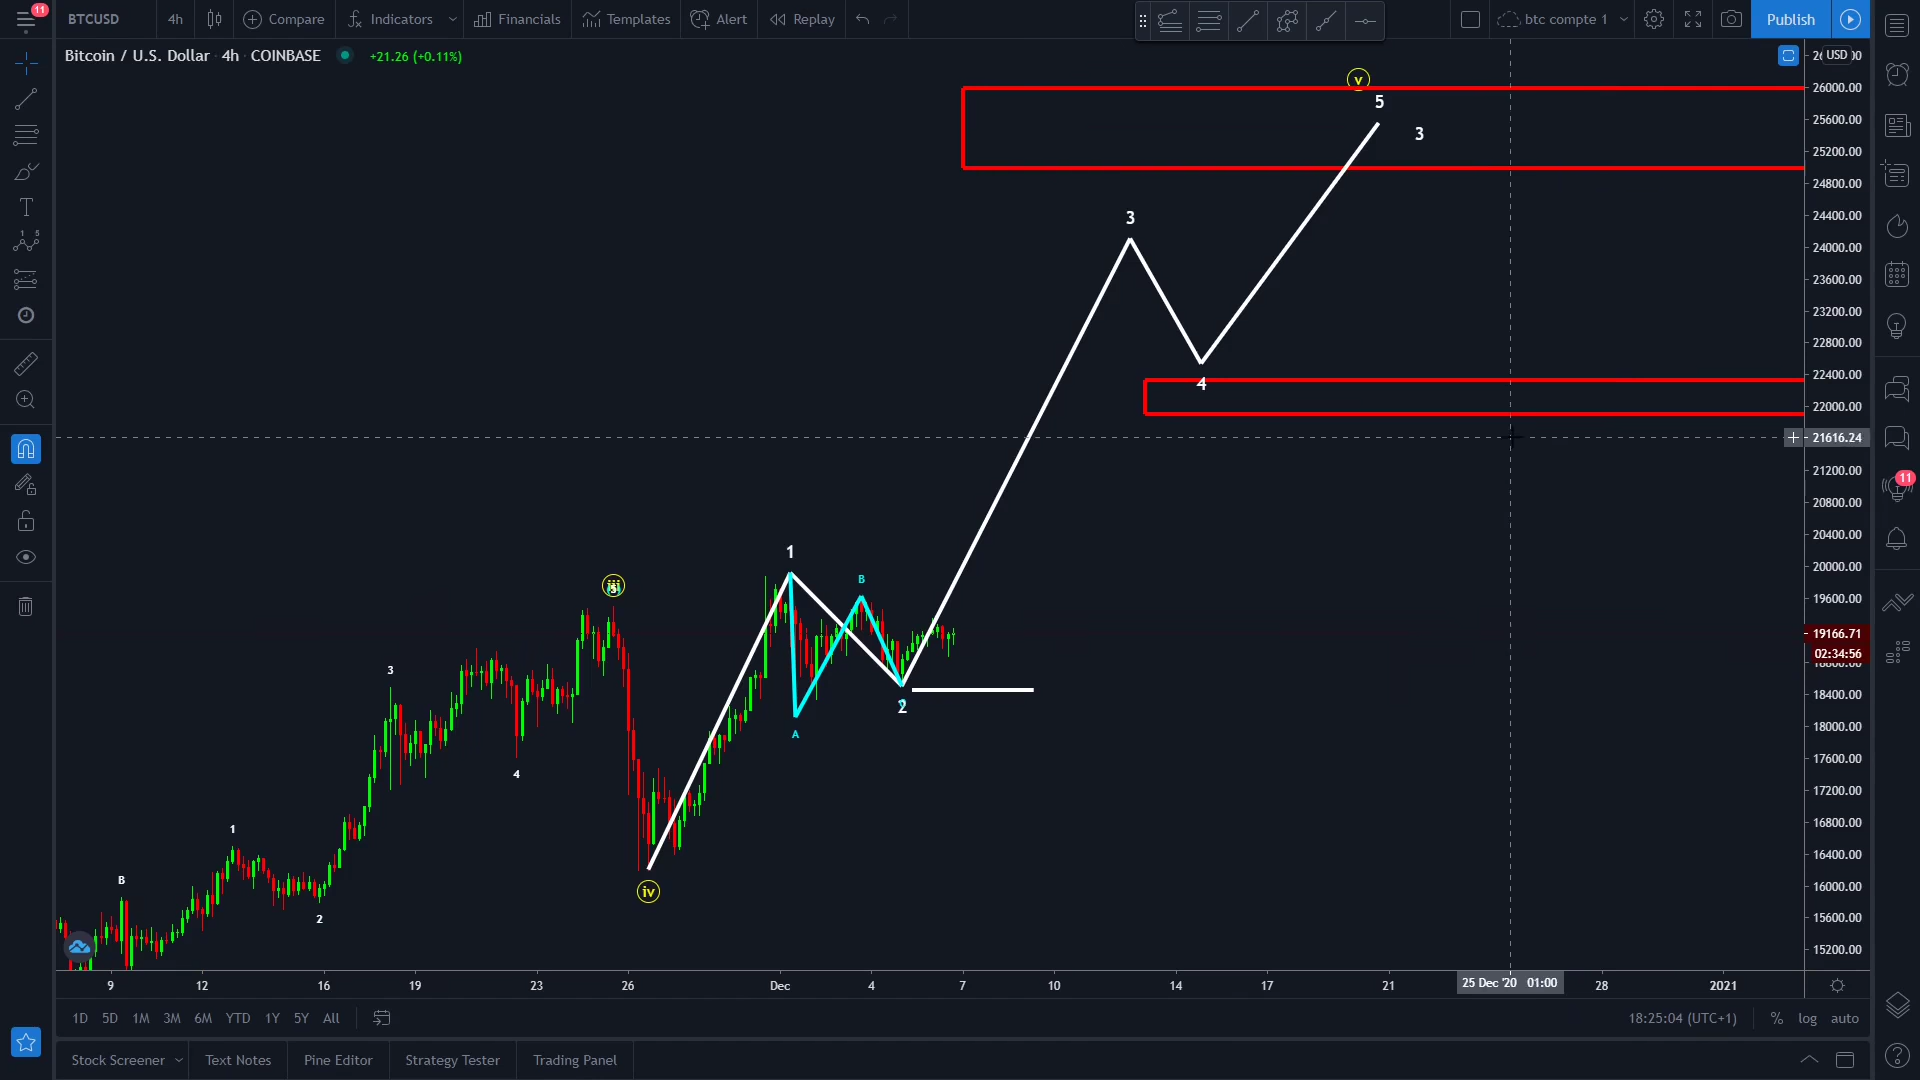 11
BTCUSD
4h
Compare
Indicators
Financials
Templates
Alert
Replay
btc compte 1
Publish
Bitcoin / U.S. Dollar 4h COINBASE
+21.26 (+0.11%)
USD
26000.00
25600.00
25200.00
24800.00
24400.00
24000.00
23600.00
23200.00
22800.00
22400.00
22000.00
21616.24
21200.00
20800.00
20400.00
20000.00
19600.00
19166.71
02:34:56
18800.00
18400.00
18000.00
17600.00
17200.00
16800.00
16400.00
16000.00
15600.00
15200.00
v
5
3
3
4
1
B
iii
3
2
A
4
1
B
iv
2
11
9
12
16
19
23
26
Dec
4
7
10
14
17
21
25 Dec '20 01:00
28
2021
1D
5D
1M
3M
6M
YTD
1Y
5Y
All
18:25:04 (UTC+1)
%
log
auto
Stock Screener
Text Notes
Pine Editor
Strategy Tester
Trading Panel